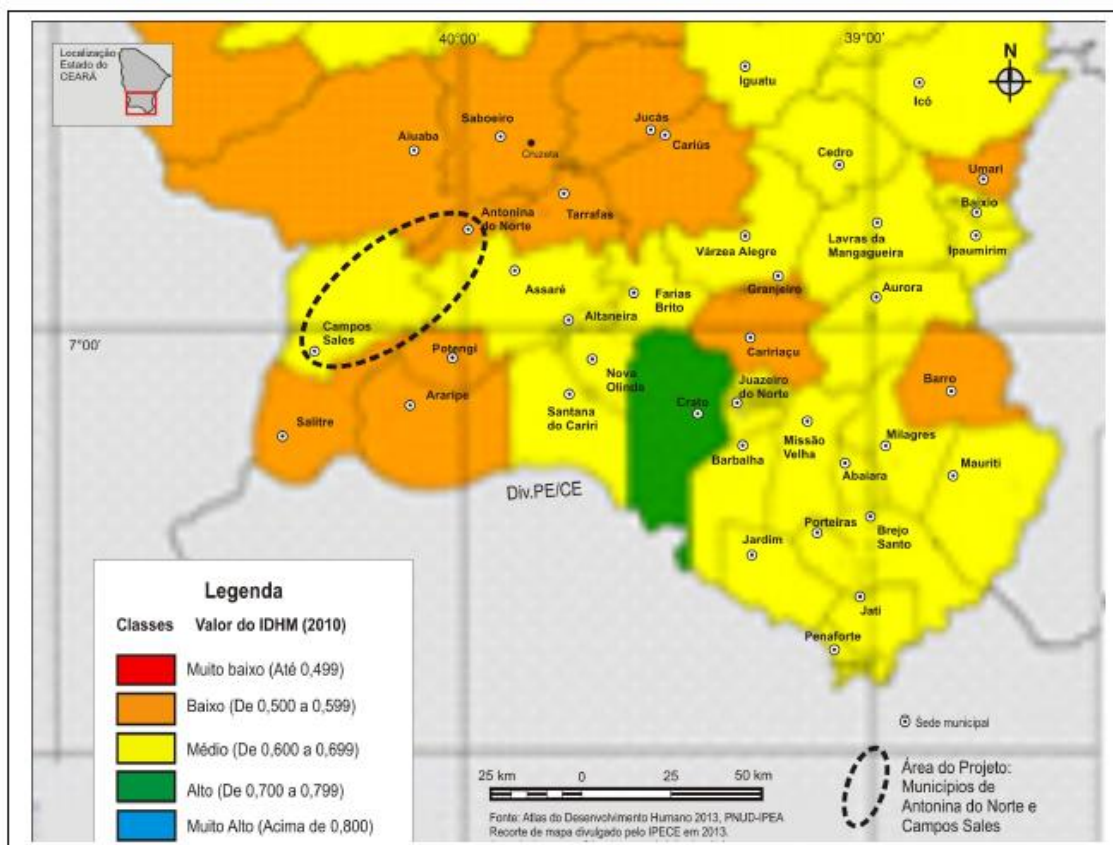 Localização
Estado do
CEARÁ
40°00'
39°00'
N
Iguatu
Icó
Saboeiro
Jucás
Cariús
Aiuaba
Cruzeta
Cedro
Umari
Baixio
Antonina
do Norte
Tarrafas
Várzea Alegre
Lavras da
Mangagueira
Ipaumirim
Assaré
Farias
Brito
Granjeiro
Aurora
Altaneira
7°00'
Campos
Sales
Potengi
Caririaçu
Nova
Olinda
Juazeiro
do Norte
Barro
Araripe
Santana
do Cariri
Crato
Salitre
Missão
Velha
Milagres
Barbalha
Abaiara
Mauriti
Div.PE/CE
Porteiras
Brejo
Santo
Jardim
Jati
Penaforte
Legenda
Classes Valor do IDHM (2010)
Muito baixo (Até 0,499)
Baixo (De 0,500 a 0,599)
Médio (De 0,600 a 0,699)
Alto (De 0,700 a 0,799)
Muito Alto (Acima de 0,800)
Sede municipal
25 km 0 25 50 km
Área do Projeto:
Municípios de
Antonina do Norte e
Campos Sales
Fonte: Atlas do Desenvolvimento Humano 2013, PNUD-IPEA
Recorte de mapa divulgado pelo IPECE em 2013.